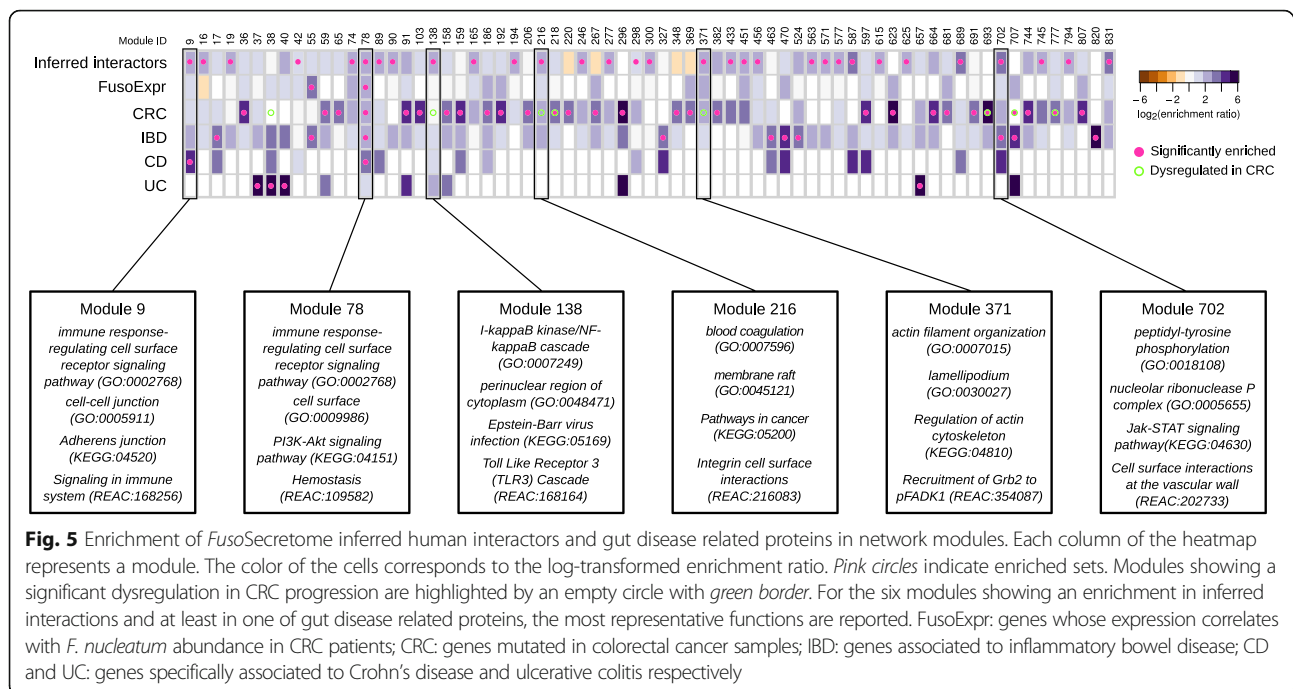 Module ID 9 16 19 36 37 38 40 42 55 59 65 74 78 89 90 91 103 138 158 159 165 186 192 194 206 216 218 220 246 267 277 296 298 300 327 348 369 371 382 433 451 456 463 470 524 563 571 577 587 597 615 623 625 657 664 681 689 691 693 702 707 744 745 777 794 807 820 831
Inferred interactors
FusoExpr
CRC
IBD
CD
UC
−6 −2 2 6
log2(enrichment ratio)
Significantly enriched
Dysregulated in CRC
Module 9
immune response-
regulating cell surface
receptor signaling
pathway (GO:0002768)
cell-cell junction
(GO:0005911)
Adherens junction
(KEGG:04520)
Signaling in immune
system (REAC:168256)
Module 78
immune response-
regulating cell surface
receptor signaling
pathway (GO:0002768)
cell surface
(GO:0009986)
PI3K-Akt signaling
pathway (KEGG:04151)
Hemostasis
(REAC:109582)
Module 138
I-kappaB kinase/NF-
kappaB cascade
(GO:0007249)
perinuclear region of
cytoplasm (GO:0048471)
Epstein-Barr virus
infection (KEGG:05169)
Toll Like Receptor 3
(TLR3) Cascade
(REAC:168164)
Module 216
blood coagulation
(GO:0007596)
membrane raft
(GO:0045121)
Pathways in cancer
(KEGG:05200)
Integrin cell surface
interactions
(REAC:216083)
Module 371
actin filament organization
(GO:0007015)
lamellipodium
(GO:0030027)
Regulation of actin
cytoskeleton
(KEGG:04810)
Recruitment of Grb2 to
pFADK1 (REAC:354087)
Module 702
peptidyl-tyrosine
phosphorylation
(GO:0018108)
nucleolar ribonuclease P
complex (GO:0005655)
Jak-STAT signaling
pathway(KEGG:04630)
Cell surface interactions
at the vascular wall
(REAC:202733)
Fig. 5 Enrichment of FusoSecretome inferred human interactors and gut disease related proteins in network modules. Each column of the heatmap
represents a module. The color of the cells corresponds to the log-transformed enrichment ratio. Pink circles indicate enriched sets. Modules showing a
significant dysregulation in CRC progression are highlighted by an empty circle with green border. For the six modules showing an enrichment in inferred
interactions and at least in one of gut disease related proteins, the most representative functions are reported. FusoExpr: genes whose expression correlates
with F. nucleatum abundance in CRC patients; CRC: genes mutated in colorectal cancer samples; IBD: genes associated to inflammatory bowel disease; CD
and UC: genes specifically associated to Crohn's disease and ulcerative colitis respectively